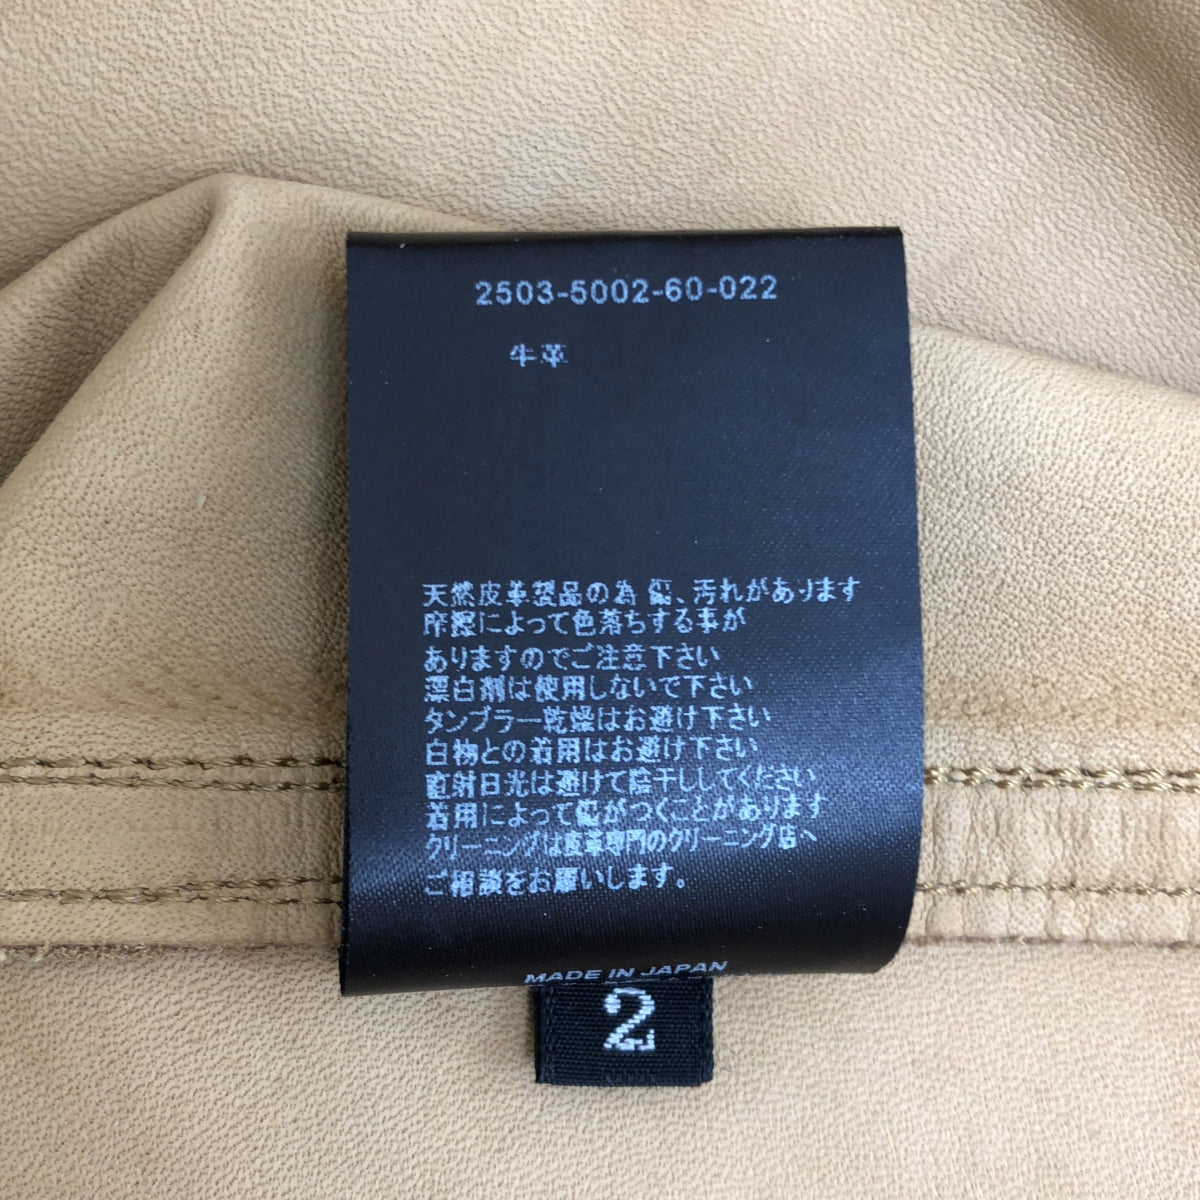 2503-5002-60-022
牛革
天然皮革製品の為 傷、汚れがあります
摩擦によって色落ちする事が
ありますのでご注意下さい
漂白剤は使用しないで下さい
タンブラー乾燥はお避け下さい
白物との着用はお避け下さい
直射日光は避けて陰干ししてください
着用によって傷がつくことがあります
クリーニングは皮革専門のクリーニング店へ
ご相談をお願いします。
MADE IN JAPAN
2